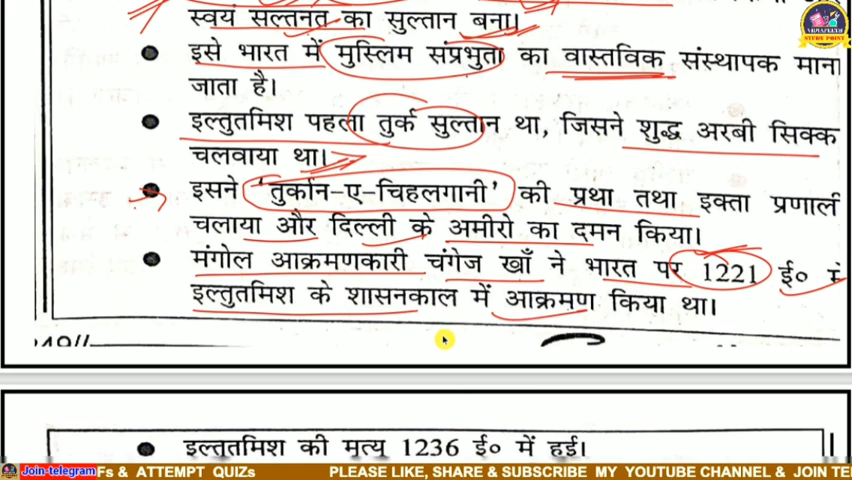 स्वयं सल्तनत का सुल्तान बना।
इसे भारत में मुस्लिम संप्रभुता का वास्तविक संस्थापक माना
जाता है।
इल्तुतमिश पहला तुर्क सुल्तान था, जिसने शुद्ध अरबी सिक्क
चलवाया था।
इसने 'तुर्कान-ए-चिहलगानी' की प्रथा तथा इक्ता प्रणाली
चलाया और दिल्ली के अमीरो का दमन किया।
मंगोल आक्रमणकारी चंगेज खाँ ने भारत पर 1221 ई० में
इल्तुतमिश के शासनकाल में आक्रमण किया था।
इल्तुतमिश की मृत्यु 1236 ई० में हुई।
STUDY POINT
Join-telegram Fs & ATTEMPT QUIZs PLEASE LIKE, SHARE & SUBSCRIBE MY YOUTUBE CHANNEL & JOIN TE